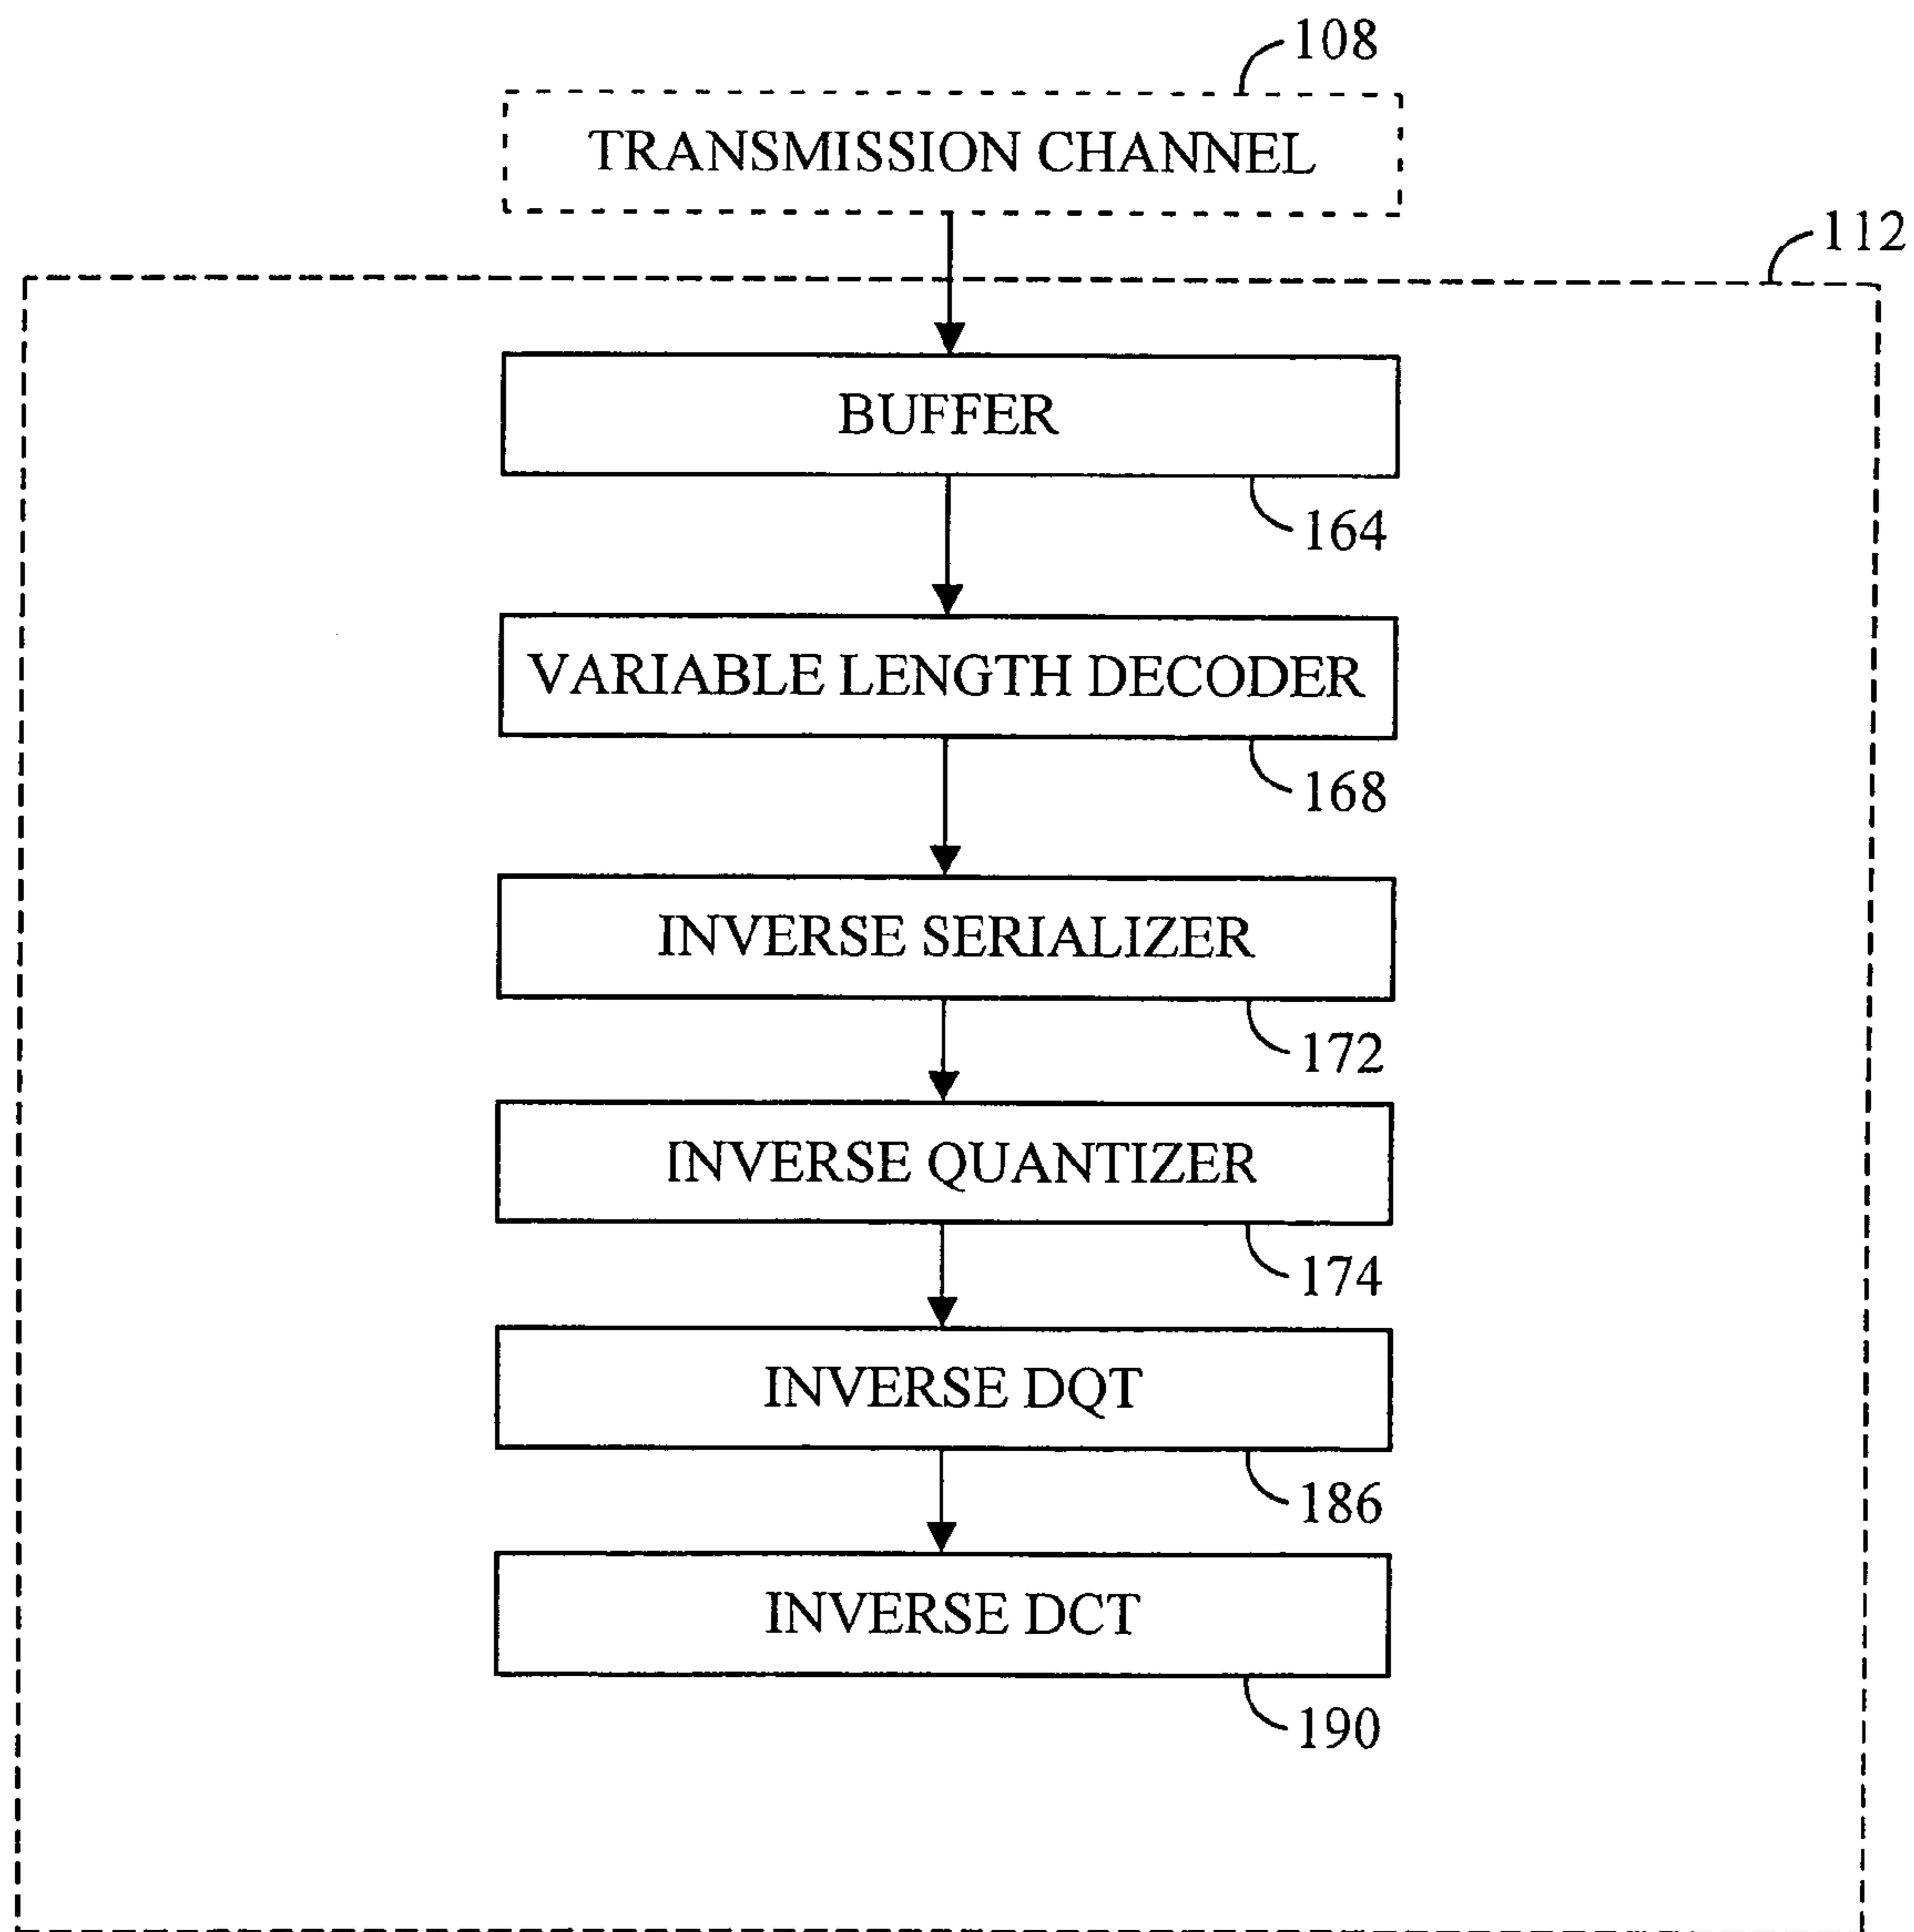 108
TRANSMISSION CHANNEL
112
BUFFER
164
VARIABLE LENGTH DECODER
168
INVERSE SERIALIZER
172
INVERSE QUANTIZER
174
INVERSE DQT
186
INVERSE DCT
190